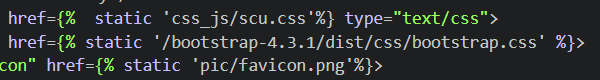 href={%  static 'css_js/scu.css'%} type="text/css">
href={% static '/bootstrap-4.3.1/dist/css/bootstrap.css' %}>
con" href={% static 'pic/favicon.png'%}>